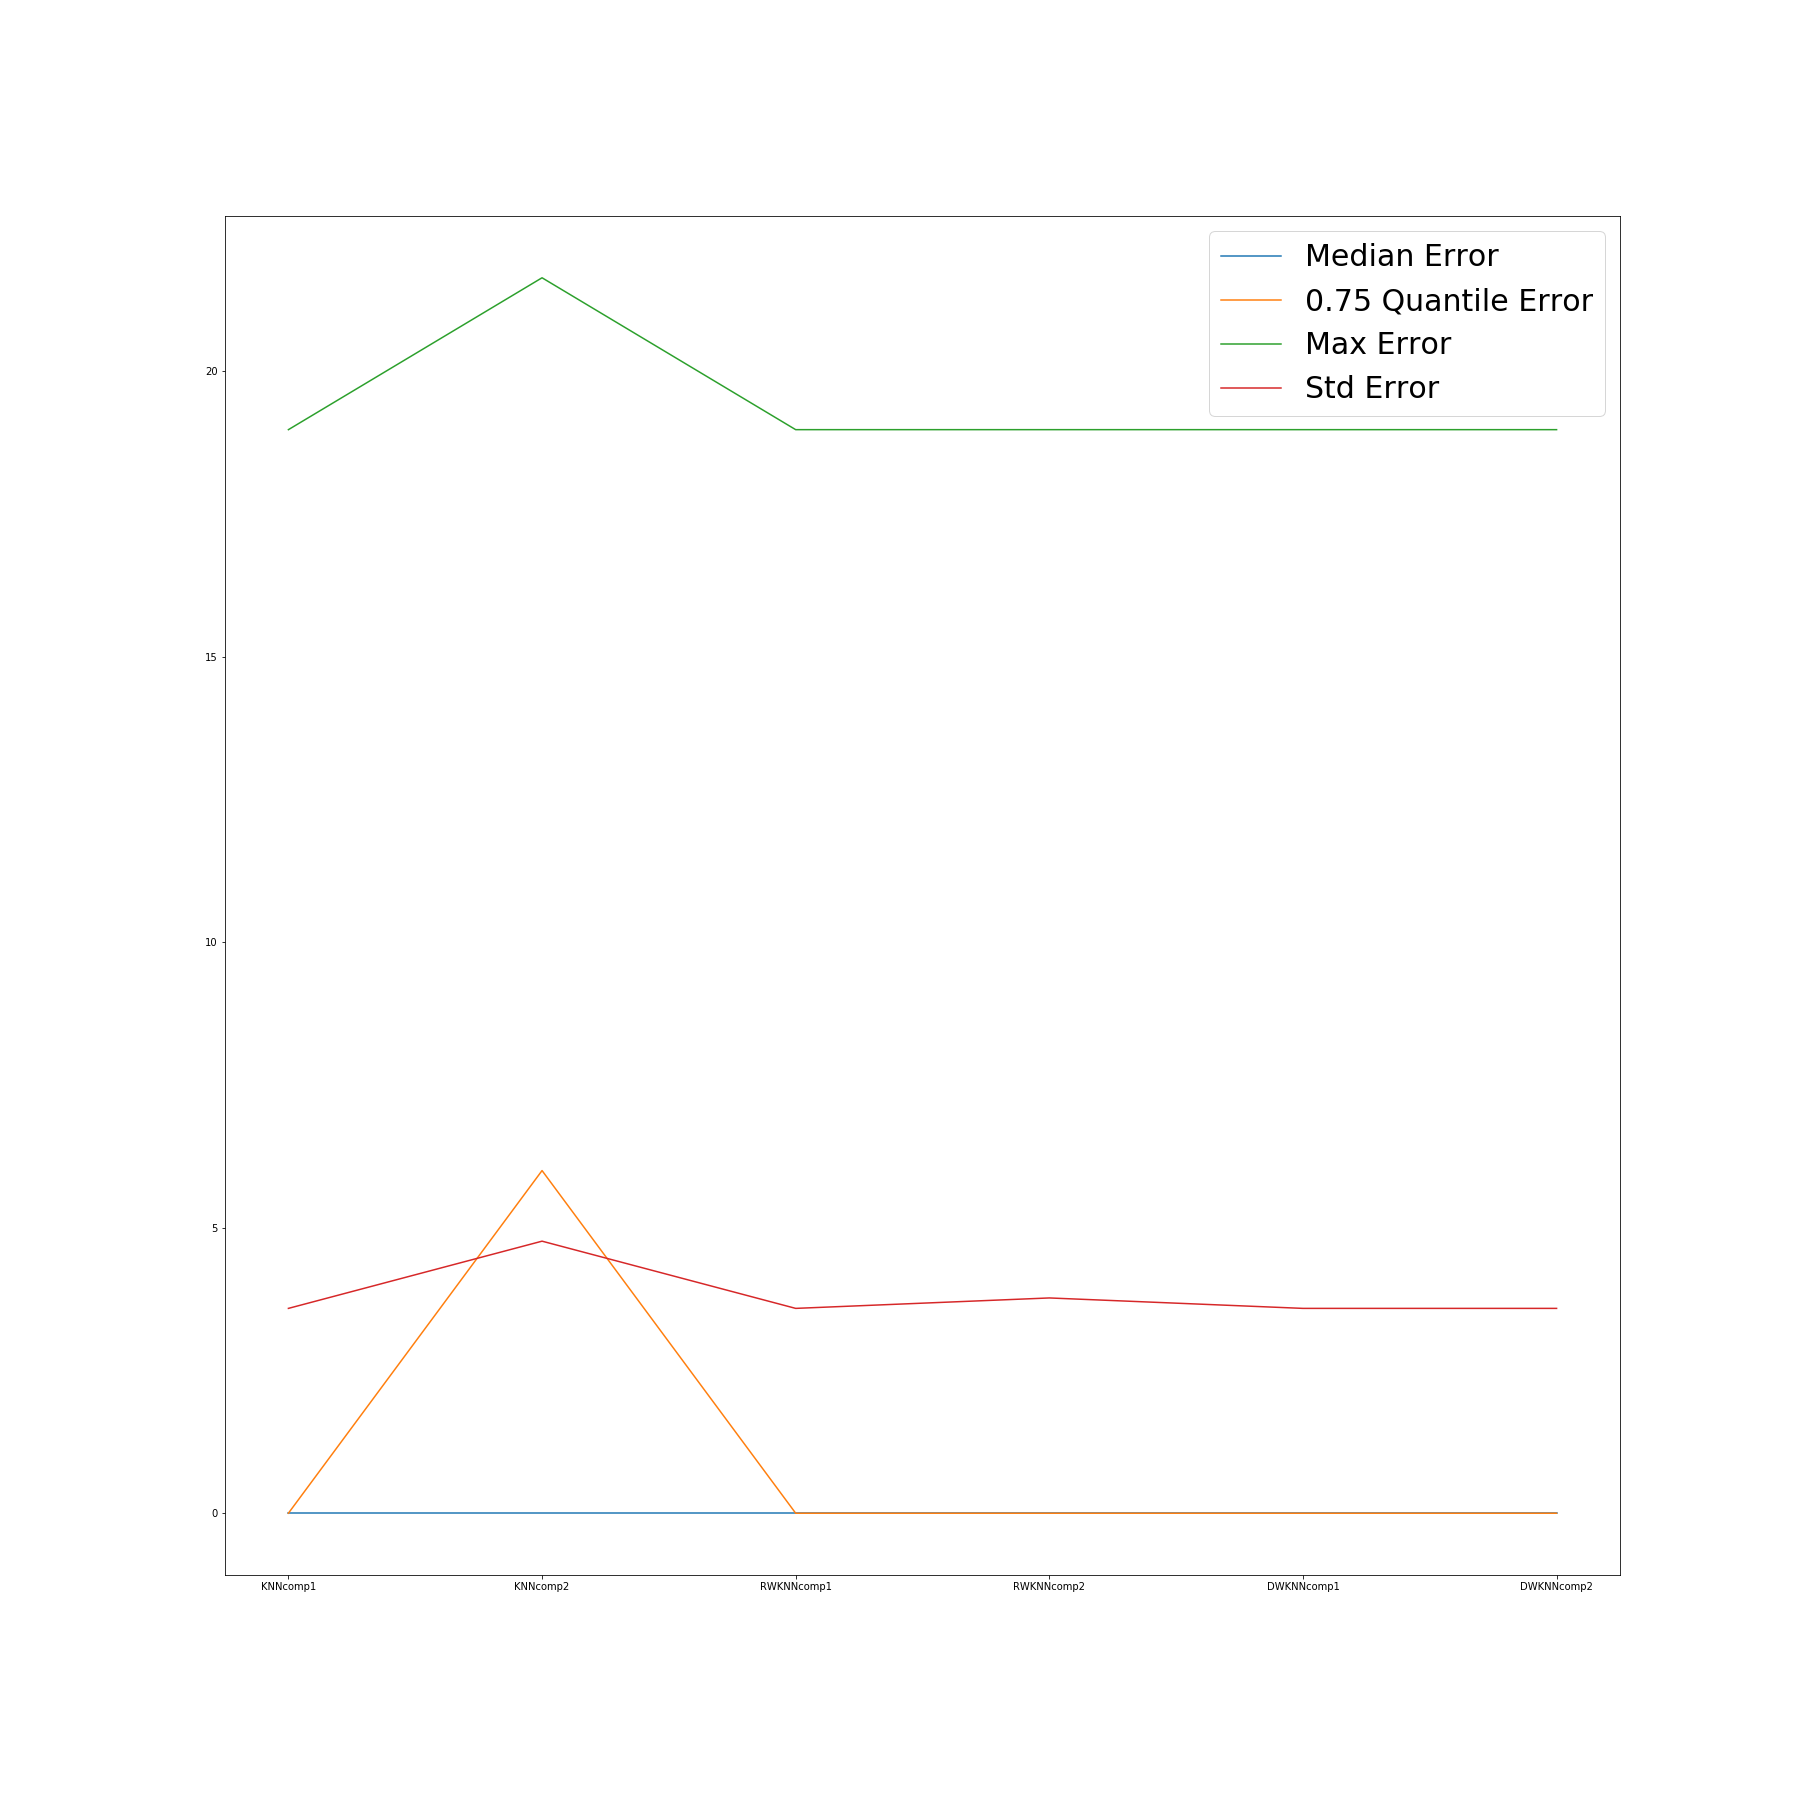 Median Error
0.75 Quantile Error
Max Error
Std Error
20
15
10
5
0
KNNcomp1 KNNcomp2 RWKNNcomp1 RWKNNcomp2 DWKNNcomp1 DWKNNcomp2